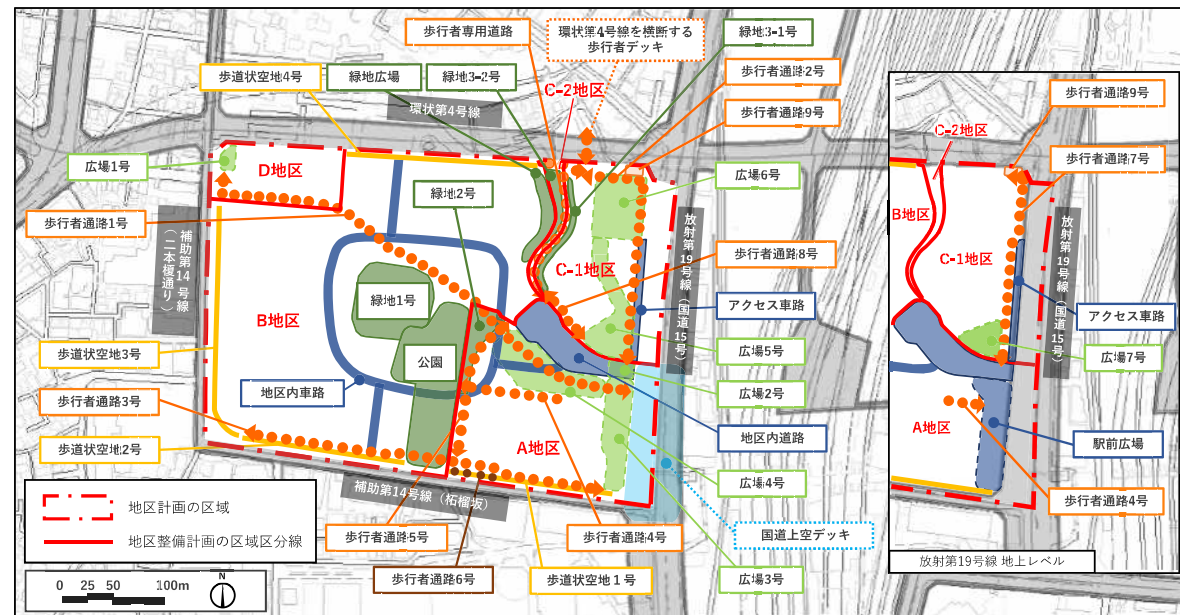 歩行者専用道路
環状第4号線を横断する
歩行者デッキ
緑地3-1号
歩道状空地4号
緑地広場
緑地3-2号
C-2地区
歩行者通路2号
環状第4号線
歩行者通路9号
広場1号
D地区
緑地2号
広場6号
歩行者通路1号
補助第14号線
(二本榎通り)
放射第19号線(国道15号)
歩行者通路8号
C-1地区
緑地1号
アクセス車路
B地区
公園
広場5号
歩道状空地3号
地区内車路
広場2号
歩行者通路3号
地区内道路
A地区
歩道状空地2号
広場4号
補助第14号線(柘榴坂)
歩行者通路5号
歩行者通路4号
国道上空デッキ
歩行者通路6号
歩道状空地1号
広場3号
地区計画の区域
地区整備計画の区域区分線
0 25 50 100m
N
歩行者通路9号
C-2地区
歩行者通路7号
B地区
放射第19号線(国道15号)
C-1地区
アクセス車路
広場7号
A地区
駅前広場
歩行者通路4号
放射第19号線 地上レベル